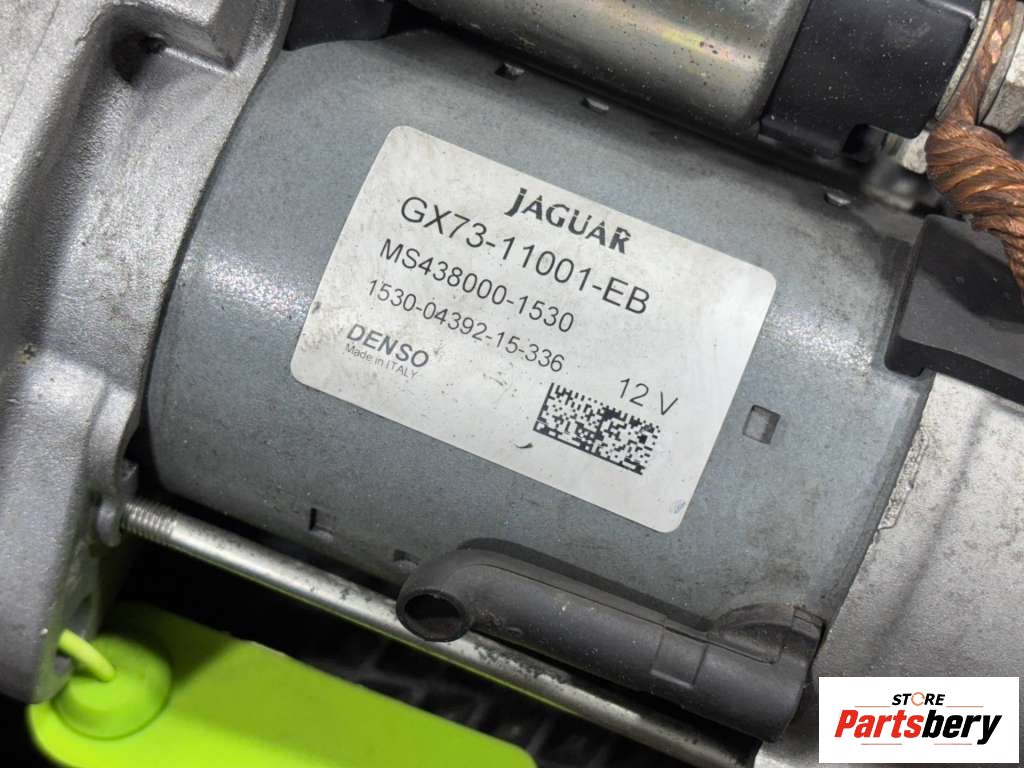 JAGUAR
GX73-11001-EB
MS438000-1530
1530-04392-15-336
DENSO
Made in ITALY
12 V
STORE
Partsbery